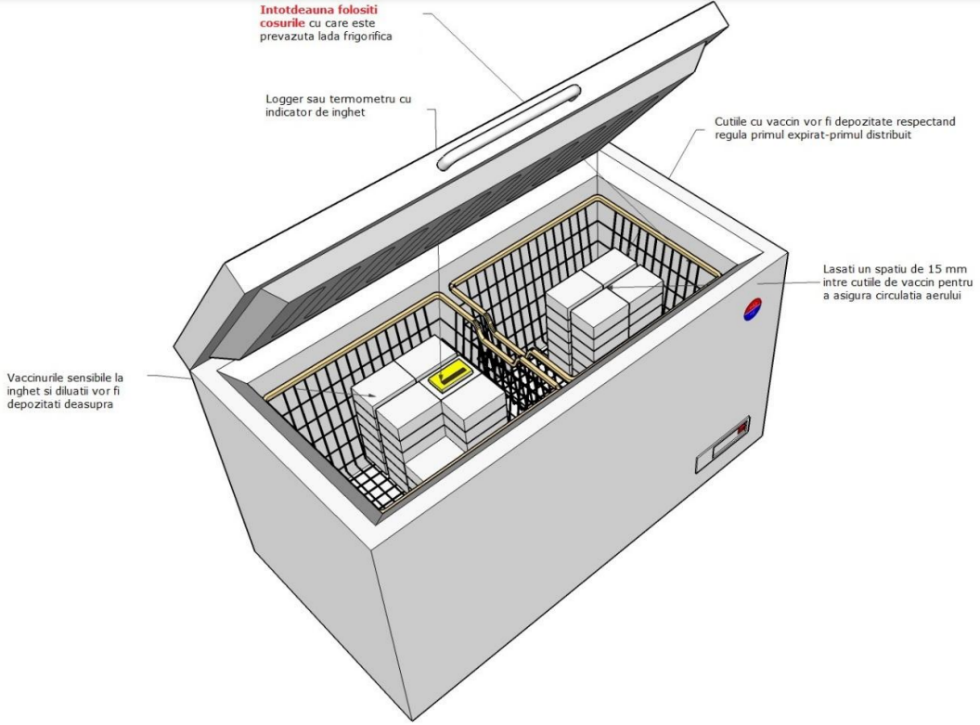 Intotdeauna folositi
cosurile cu care este
prevazuta lada frigorifica
Logger sau termometru cu
indicator de inghet
Cutiile cu vaccin vor fi depozitate respectand
regula primul expirat-primul distribuit
Lasati un spatiu de 15 mm
intre cutiile de vaccin pentru
a asigura circulatia aerului
Vaccinurile sensibile la
inghet si diluatii vor fi
depozitati deasupra